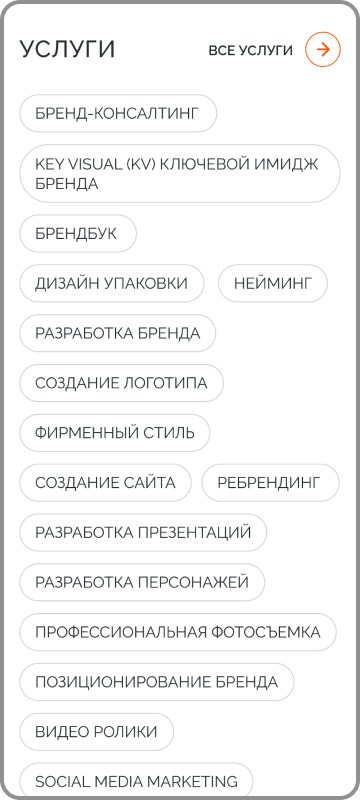 УСЛУГИ
ВСЕ УСЛУГИ
БРЕНД-КОНСАЛТИНГ
KEY VISUAL (KV) КЛЮЧЕВОЙ ИМИДЖ
БРЕНДА
БРЕНДБУК
ДИЗАЙН УПАКОВКИ
НЕЙМИНГ
РАЗРАБОТКА БРЕНДА
СОЗДАНИЕ ЛОГОТИПА
ФИРМЕННЫЙ СТИЛЬ
СОЗДАНИЕ САЙТА
РЕБРЕНДИНГ
РАЗРАБОТКА ПРЕЗЕНТАЦИЙ
РАЗРАБОТКА ПЕРСОНАЖЕЙ
ПРОФЕССИОНАЛЬНАЯ ФОТОСЪЕМКА
ПОЗИЦИОНИРОВАНИЕ БРЕНДА
ВИДЕО РОЛИКИ
SOCIAL MEDIA MARKETING